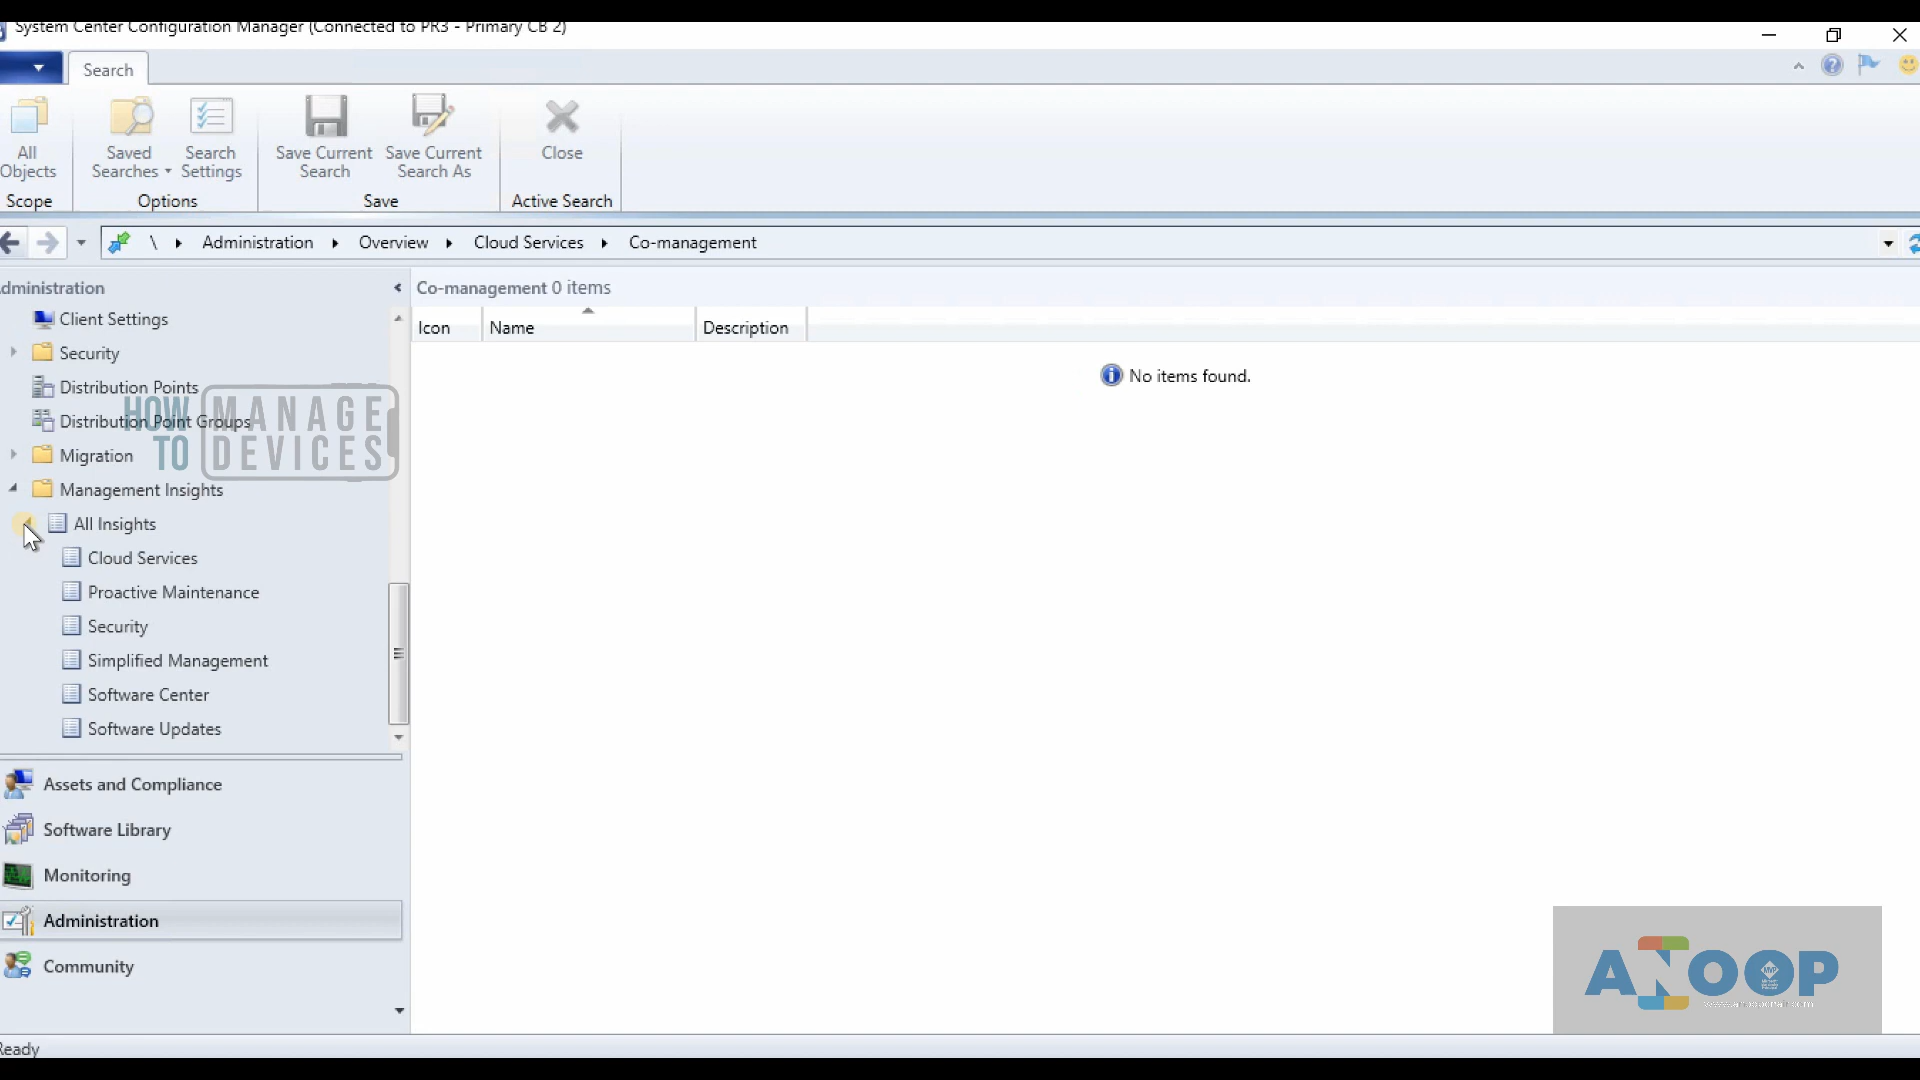 System Center Configuration Manager (Connected to PR3 - Primary CB 2)
Search
All Objects
Saved Searches
Search Settings
Save Current Search
Save Current Search As
Close
Scope
Options
Save
Active Search
\ Administration Overview Cloud Services Co-management
dministration
Co-management 0 items
Icon Name Description
No items found.
Client Settings
Security
Distribution Points
Distribution Point Groups
HOW TO MANAGE DEVICES
Migration
Management Insights
All Insights
Cloud Services
Proactive Maintenance
Security
Simplified Management
Software Center
Software Updates
Assets and Compliance
Software Library
Monitoring
Administration
Community
ANOOP
Ready